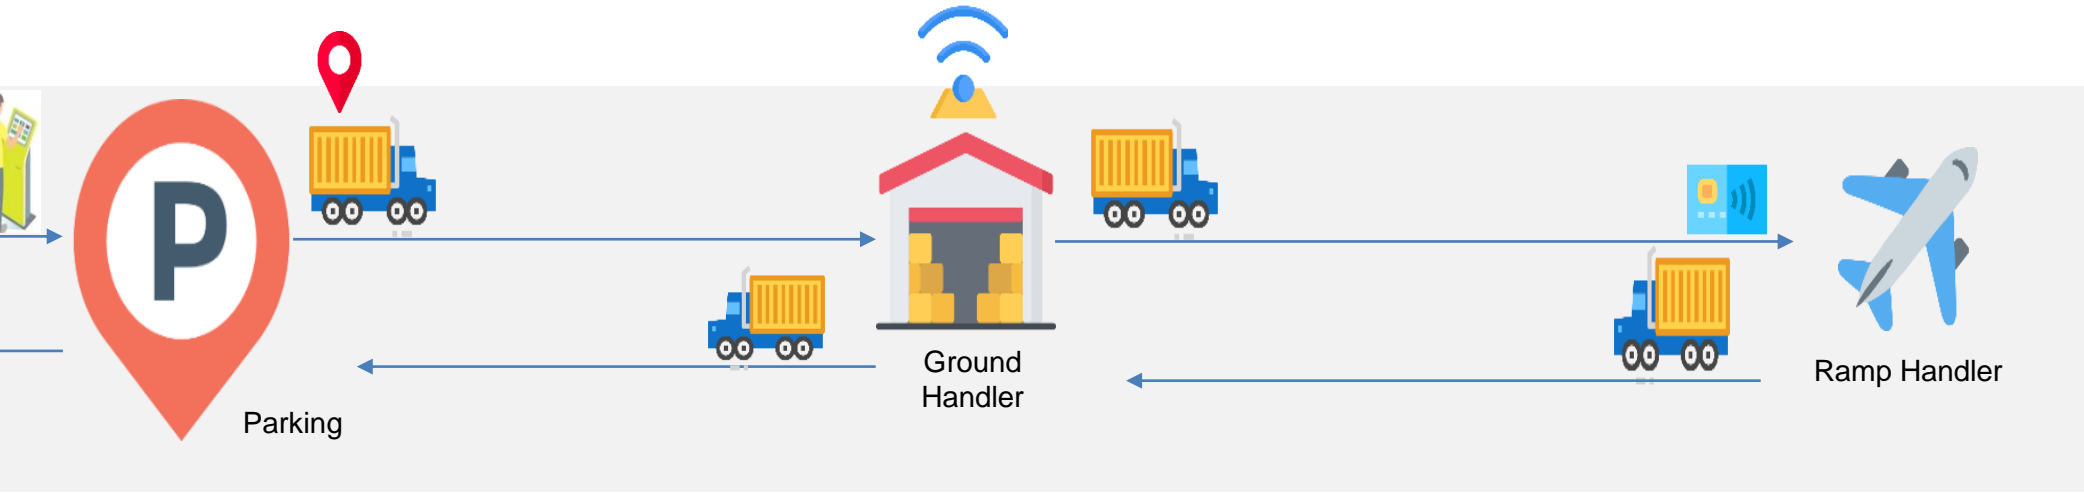 P
Parking
Ground
Handler
Ramp Handler